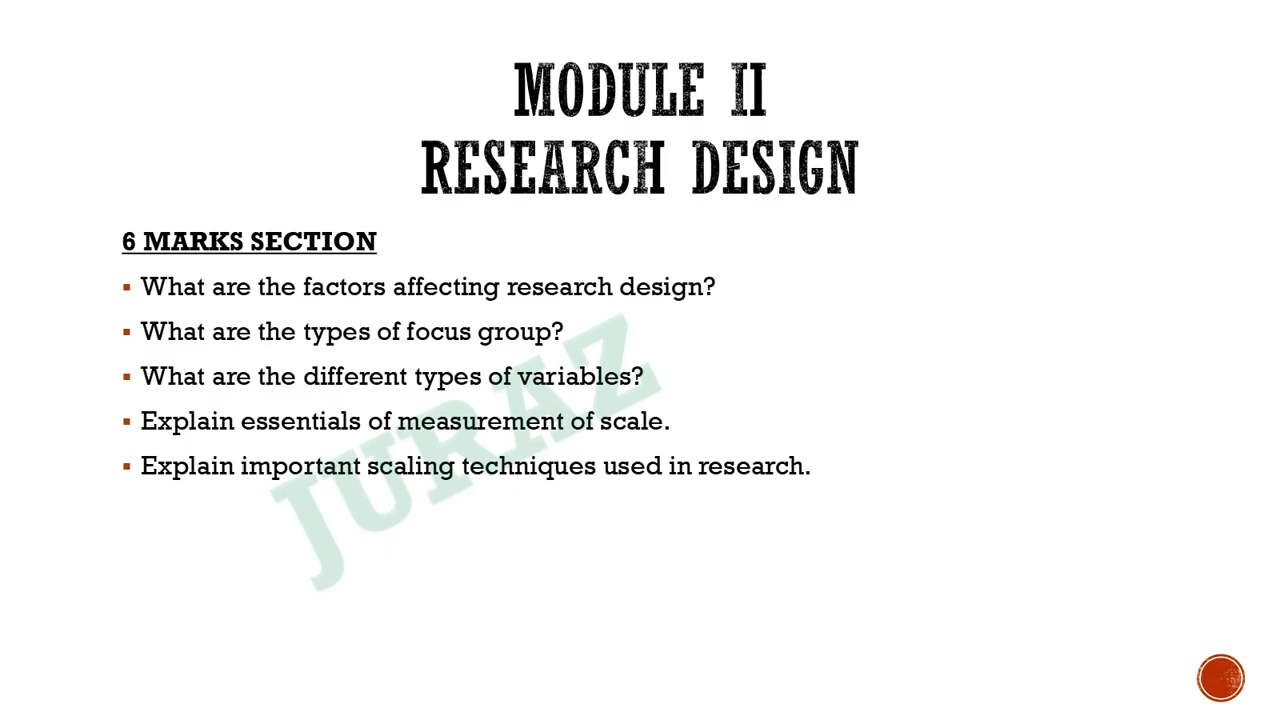 MODULE II
RESEARCH DESIGN
6 MARKS SECTION
▪ What are the factors affecting research design?
▪ What are the types of focus group?
▪ What are the different types of variables?
▪ Explain essentials of measurement of scale.
▪ Explain important scaling techniques used in research.
JURAZ